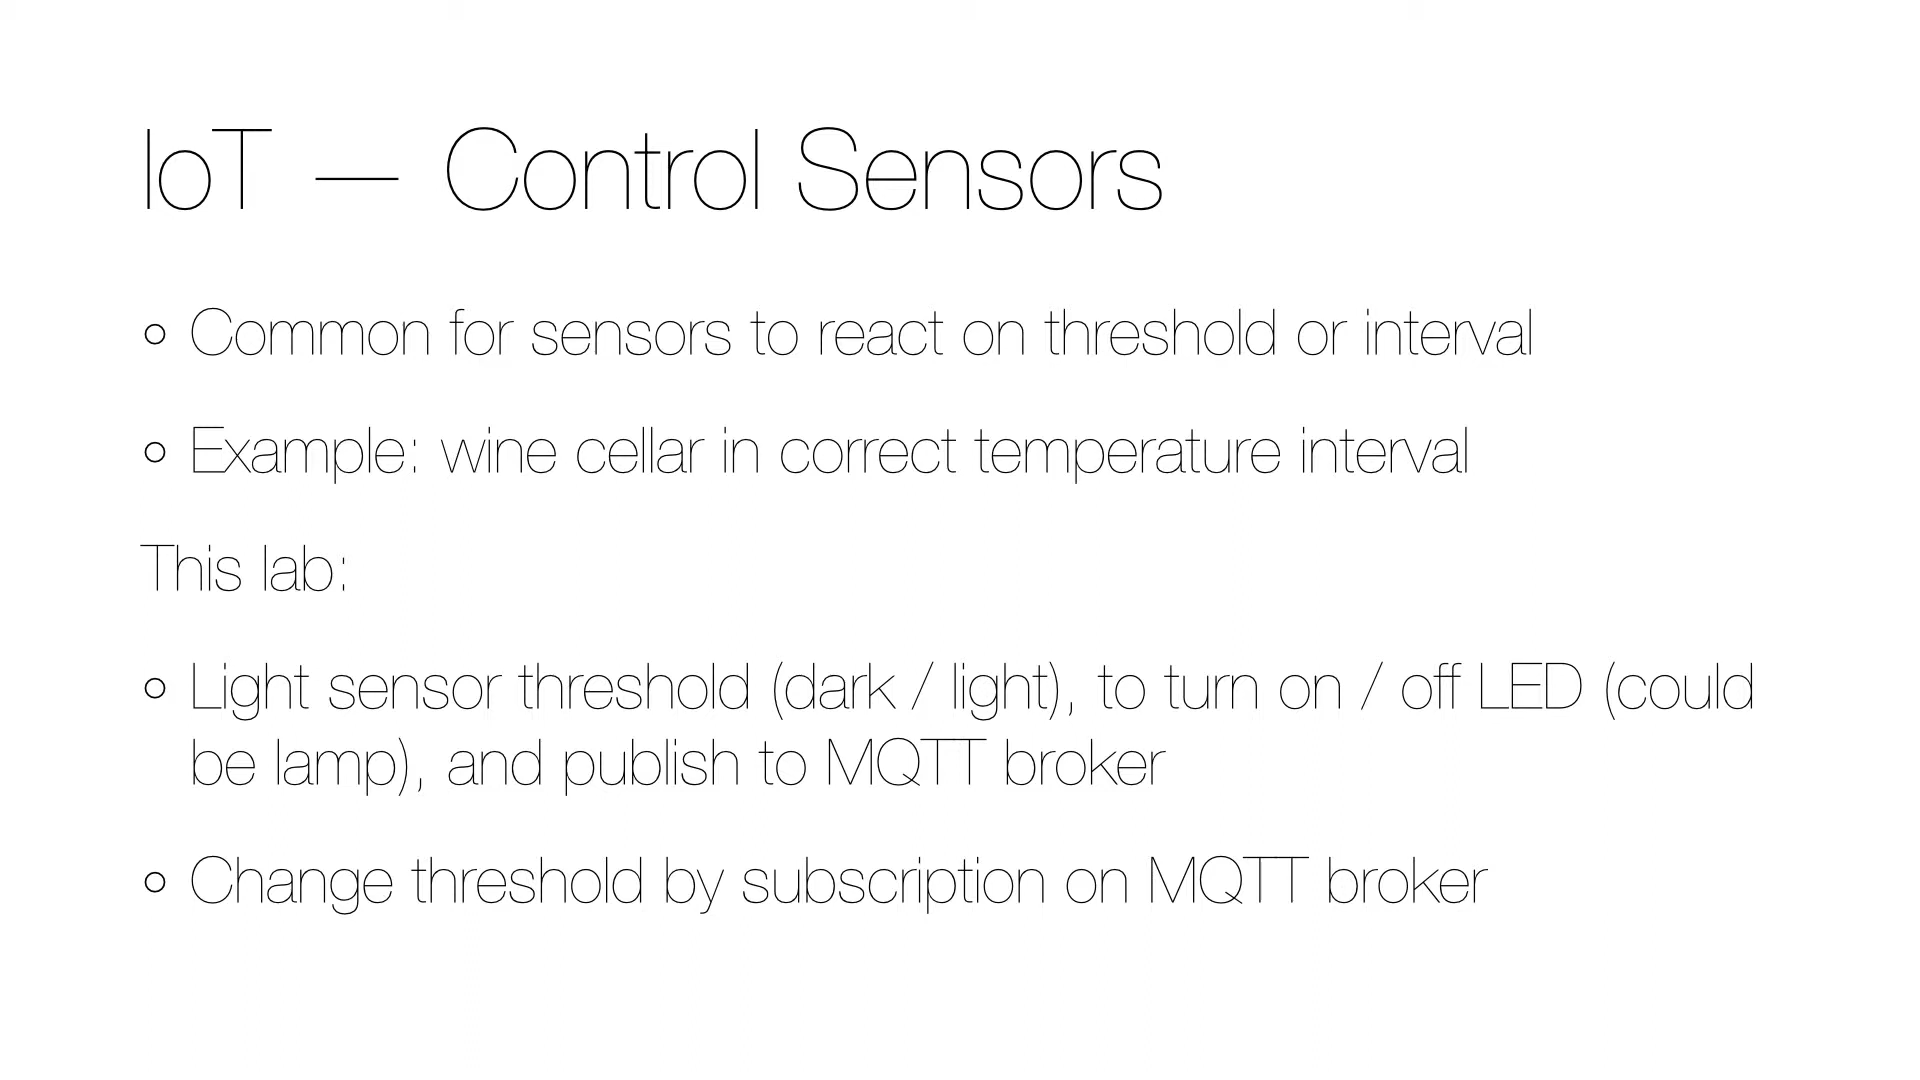 IoT — Control Sensors
Common for sensors to react on threshold or interval
Example: wine cellar in correct temperature interval
This lab:
Light sensor threshold (dark / light), to turn on / off LED (could
be lamp), and publish to MQTT broker
Change threshold by subscription on MQTT broker